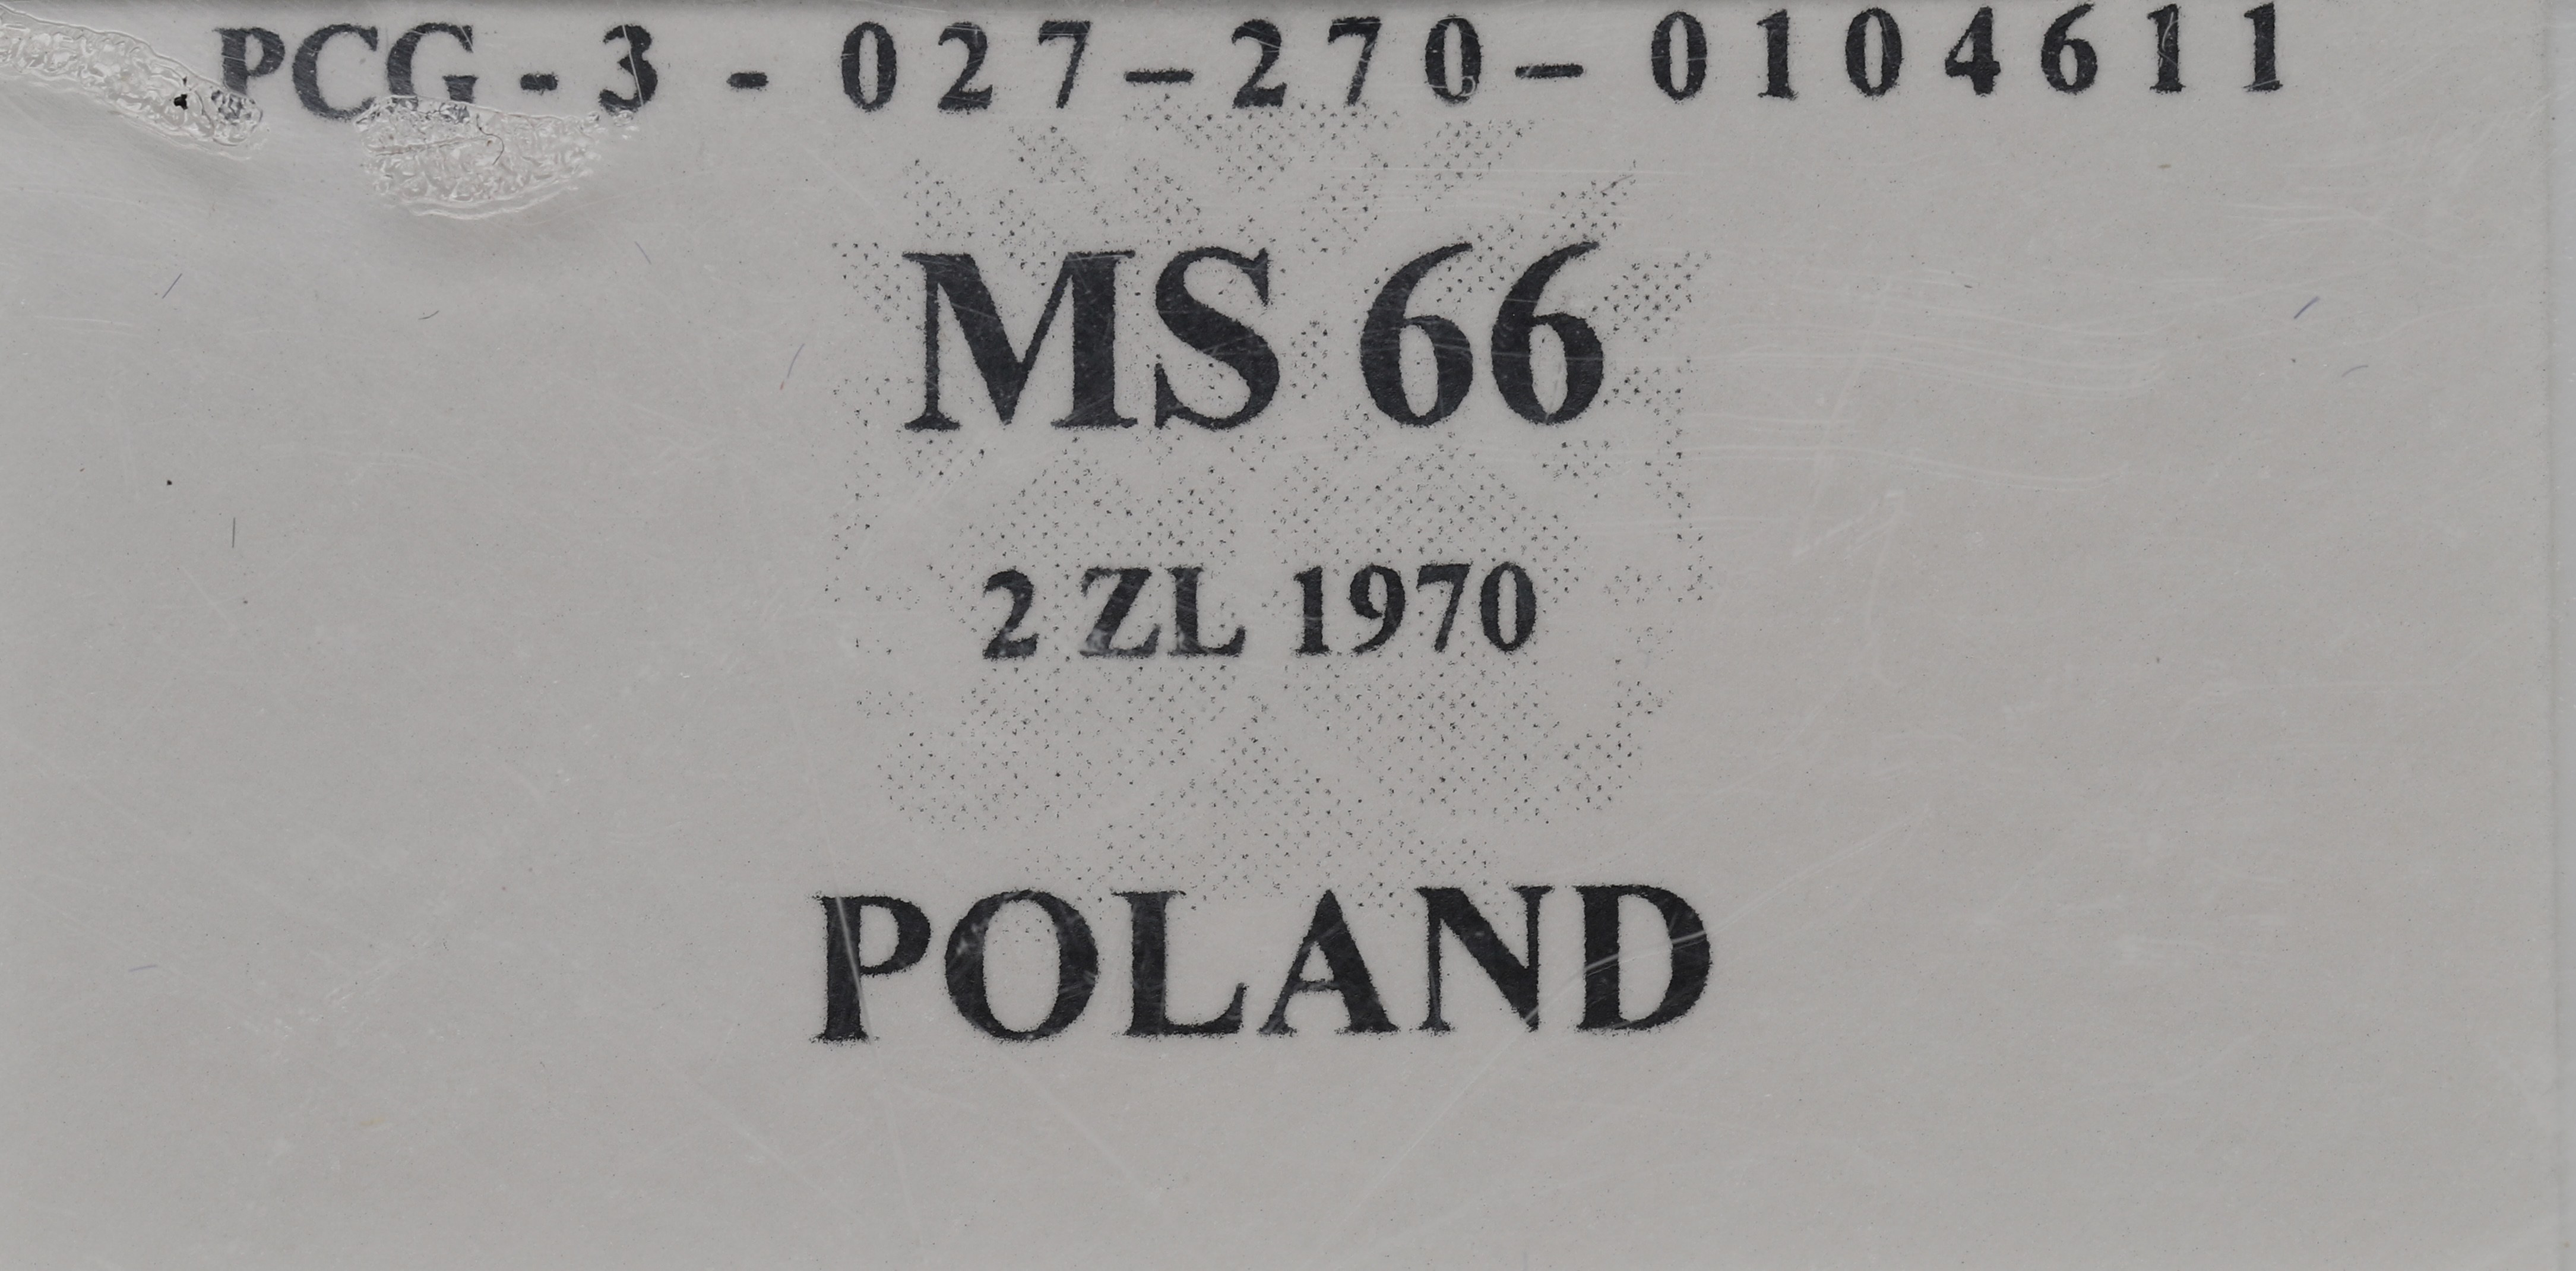 PCG - 3 - 027-270-0104611
MS 66
2 ZL 1970
POLAND